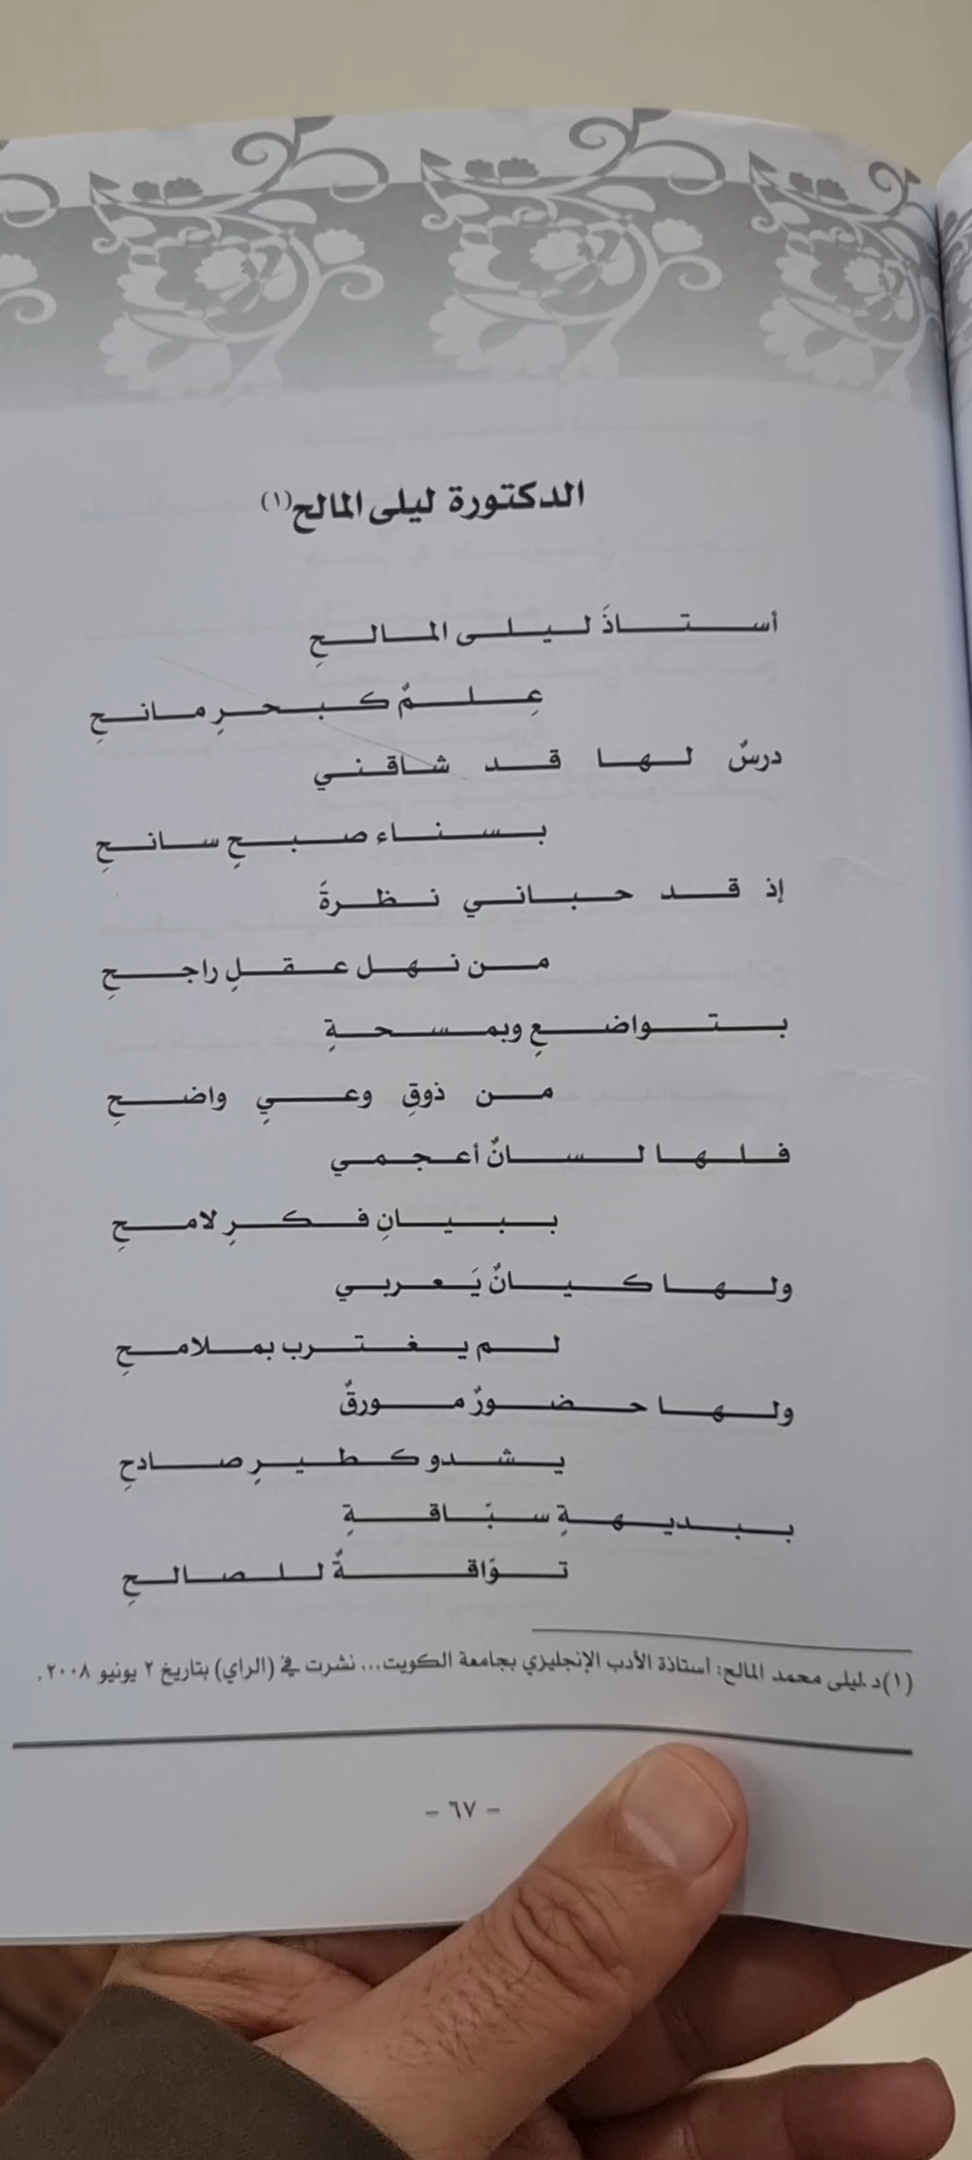 الدكتورة ليلى المالح(١)
أستاذَ ليلى المالحِ
عِلمٌ كبحرِ مانحِ
درسٌ لها قد شاقني
بسناء صبحِ سانحِ
إذ قد حباني نظرةً
من نهل عقلِ راجحِ
بتواضعِ وبمسحةِ
من ذوقِ وعيِ واضحِ
فلها لسانٌ أعجمي
ببيانِ فكرِ لامحِ
ولها كيانٌ يَعربي
لم يغترب بملامحِ
ولها حضورٌ مورقٌ
يشدو كطيرِ صادحِ
ببديهةِ سبّاقةِ
توّاقةٌ للصالحِ
(١) د.ليلى محمد المالح: أستاذة الأدب الإنجليزي بجامعة الكويت... نشرت في (الراي) بتاريخ ٢ يونيو ٢٠٠٨.
- ٦٧ -